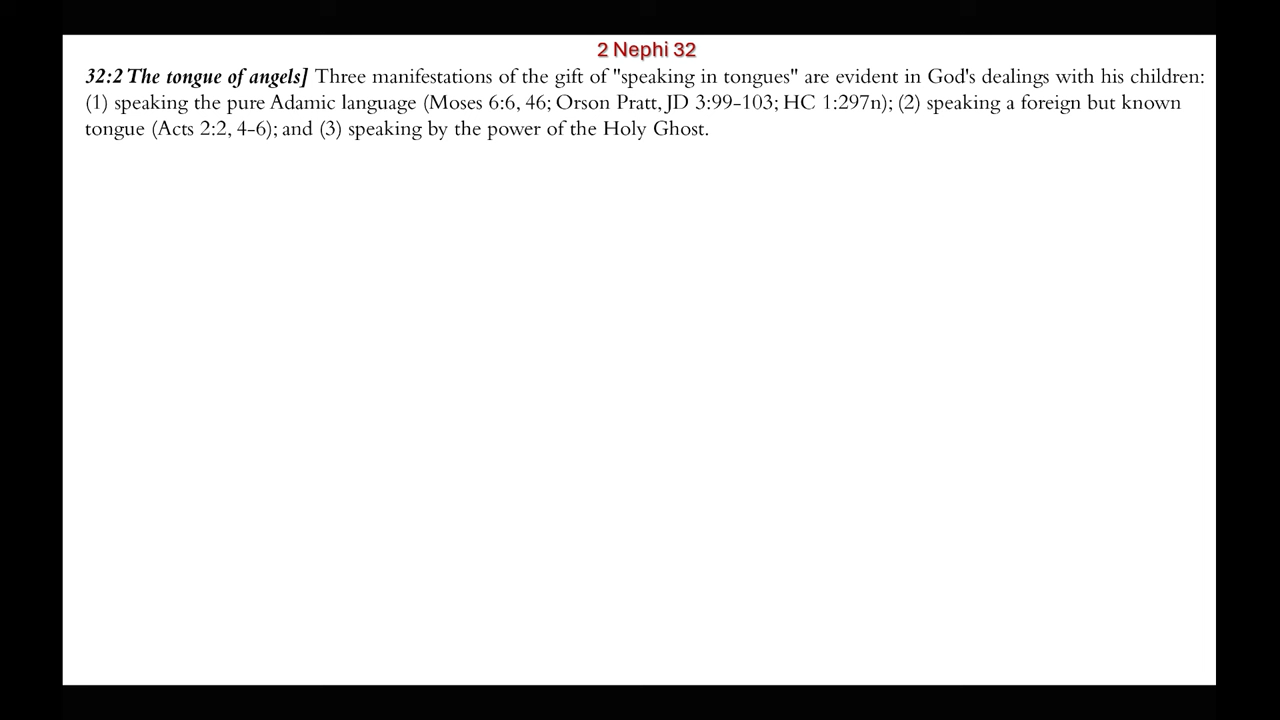 2 Nephi 32
32:2 The tongue of angels] Three manifestations of the gift of "speaking in tongues" are evident in God's dealings with his children:
(1) speaking the pure Adamic language (Moses 6:6, 46; Orson Pratt, JD 3:99-103; HC 1:297n); (2) speaking a foreign but known
tongue (Acts 2:2, 4-6); and (3) speaking by the power of the Holy Ghost.